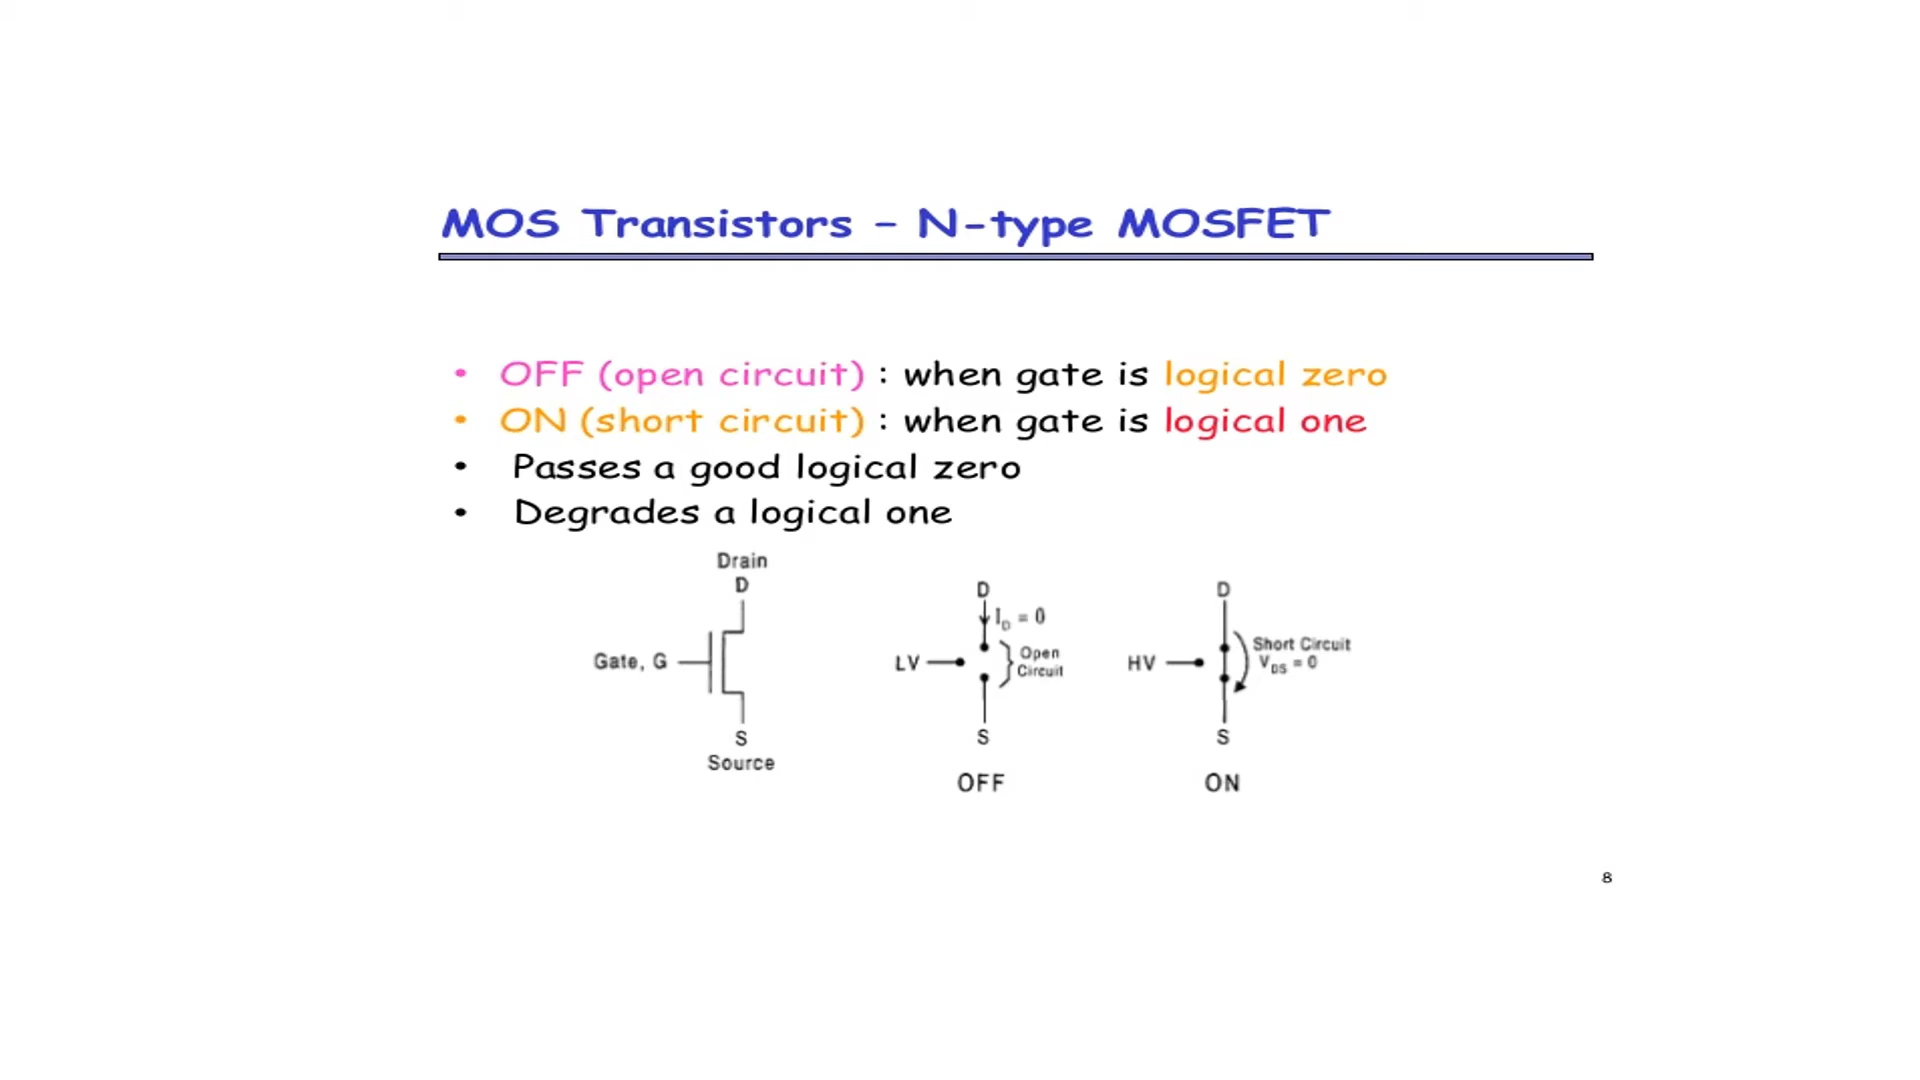 MOS Transistors – N-type MOSFET
• OFF (open circuit) : when gate is logical zero
• ON (short circuit) : when gate is logical one
• Passes a good logical zero
• Degrades a logical one
Drain
D
Gate, G
S
Source
D
I_D = 0
LV
Open
Circuit
S
OFF
D
HV
Short Circuit
V_DS = 0
S
ON
8